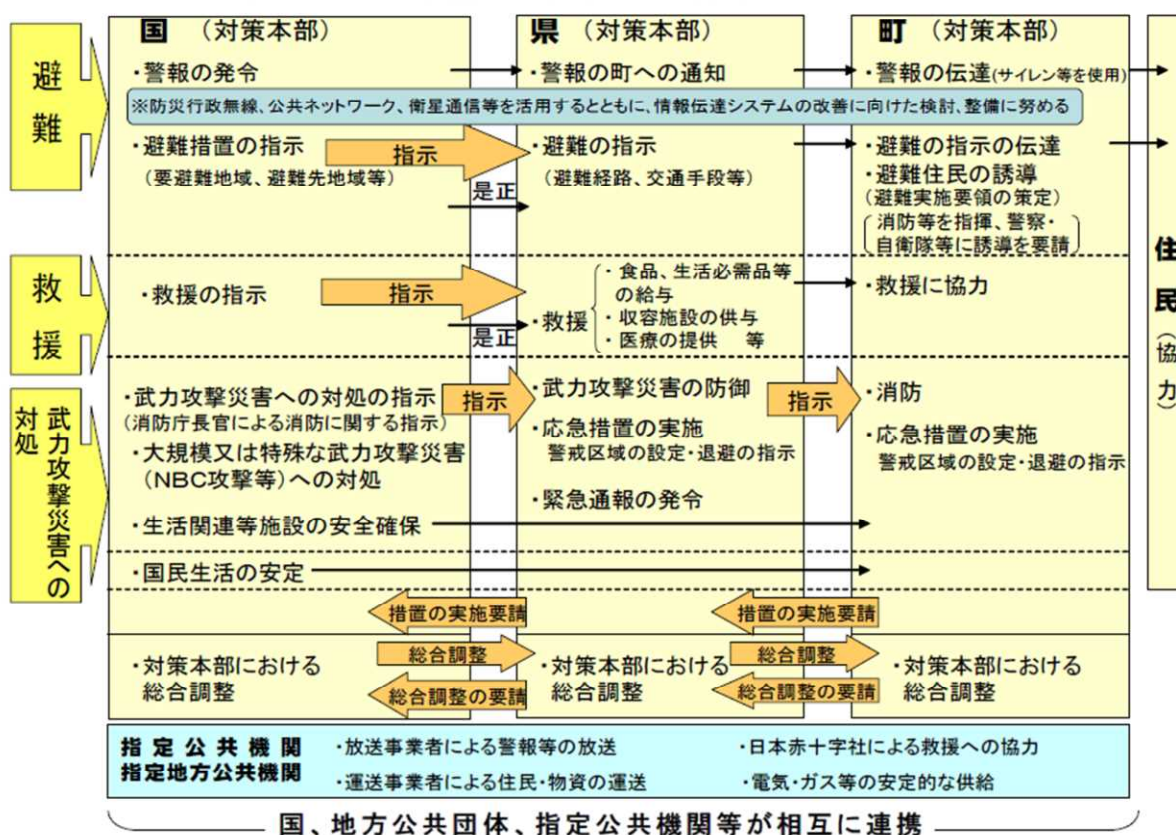 国 (対策本部)
県 (対策本部)
町 (対策本部)
避難
・警報の発令
・警報の町への通知
・警報の伝達(サイレン等を使用)
※防災行政無線、公共ネットワーク、衛星通信等を活用するとともに、情報伝達システムの改善に向けた検討、整備に努める
・避難措置の指示
(要避難地域、避難先地域等)
指示
是正
・避難の指示
(避難経路、交通手段等)
・避難の指示の伝達
・避難住民の誘導
(避難実施要領の策定)
消防等を指揮、警察・
自衛隊等に誘導を要請
救援
・救援の指示
指示
是正
・救援
・食品、生活必需品等
の給与
・収容施設の供与
・医療の提供 等
・救援に協力
武力攻撃災害への
対処
・武力攻撃災害への対処の指示
(消防庁長官による消防に関する指示)
・大規模又は特殊な武力攻撃災害
(NBC攻撃等)への対処
指示
・武力攻撃災害の防御
・応急措置の実施
警戒区域の設定・退避の指示
・緊急通報の発令
指示
・消防
・応急措置の実施
警戒区域の設定・退避の指示
・生活関連等施設の安全確保
・国民生活の安定
措置の実施要請
措置の実施要請
・対策本部における
総合調整
総合調整
総合調整の要請
・対策本部における
総合調整
総合調整
総合調整の要請
・対策本部における
総合調整
住民
(協力)
指定公共機関
指定地方公共機関
・放送事業者による警報等の放送
・日本赤十字社による救援への協力
・運送事業者による住民・物資の運送
・電気・ガス等の安定的な供給
国、地方公共団体、指定公共機関等が相互に連携